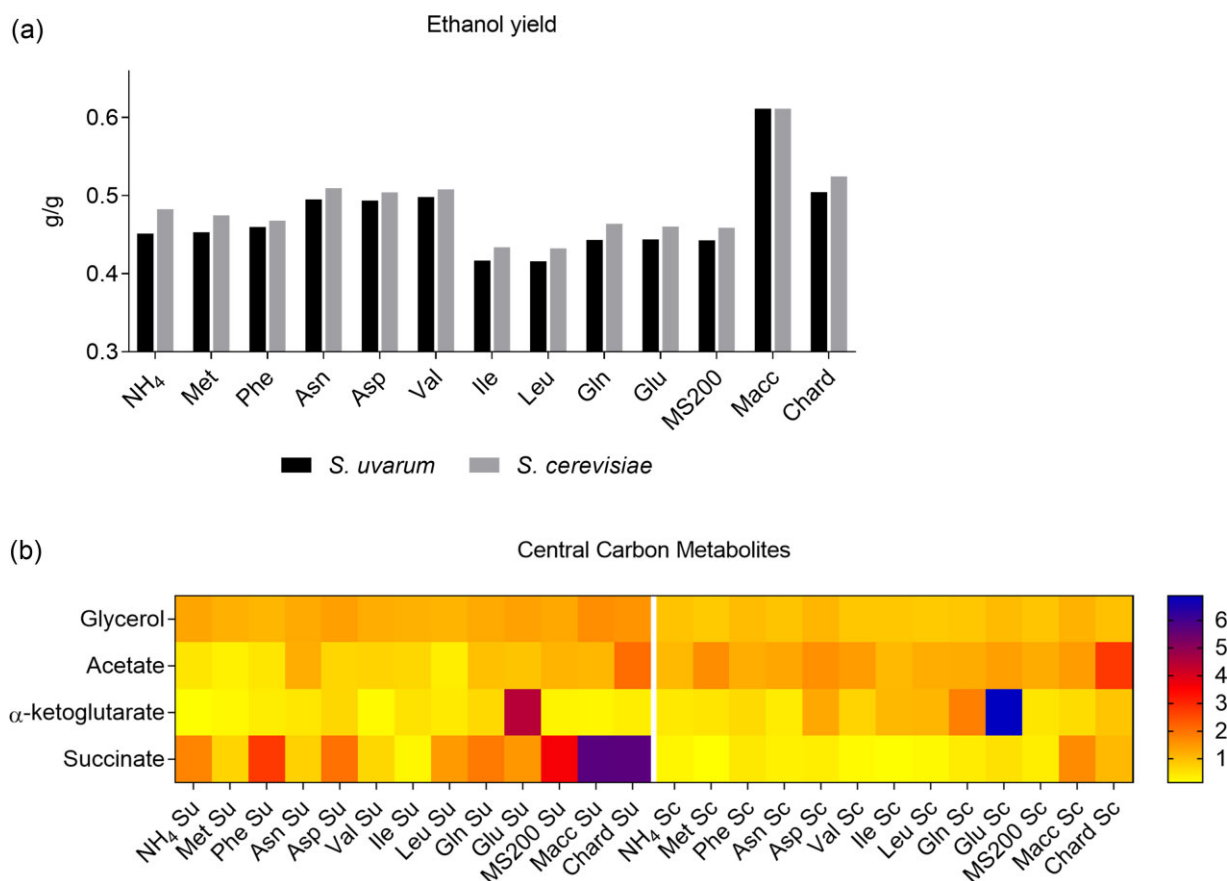 (a)
Ethanol yield
g/g
0.6
0.5
0.4
0.3
NH4 Met Phe Asn Asp Val Ile Leu Gln Glu MS200 Macc Chard
S. uvarum S. cerevisiae
(b)
Central Carbon Metabolites
Glycerol
Acetate
α-ketoglutarate
Succinate
6
5
4
3
2
1
NH4 Su Met Su Phe Su Asn Su Asp Su Val Su Ile Su Leu Su Gln Su Glu Su MS200 Su Macc Su Chard Su NH4 Sc Met Sc Phe Sc Asn Sc Asp Sc Val Sc Ile Sc Leu Sc Gln Sc Glu Sc MS200 Sc Macc Sc Chard Sc